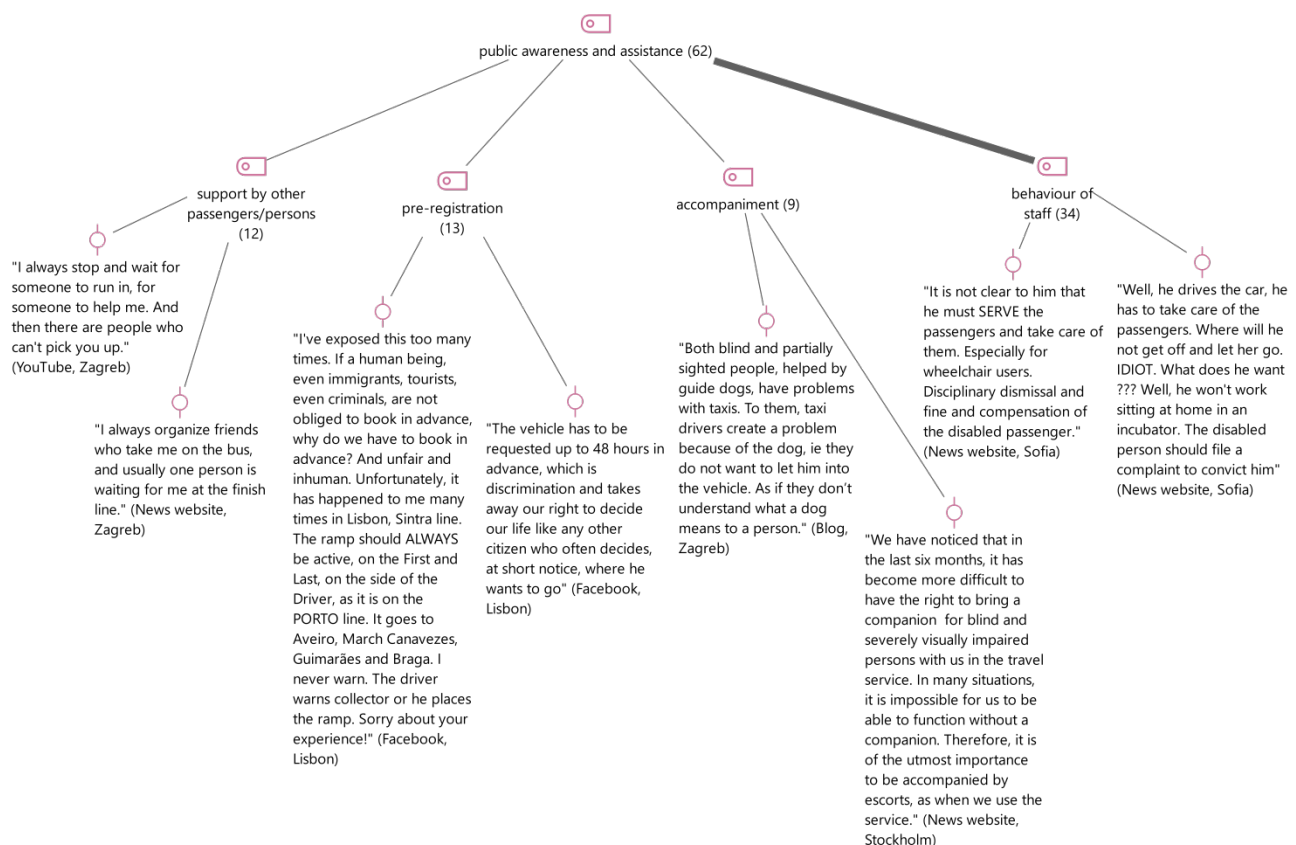 public awareness and assistance (62)
support by other
passengers/persons
(12)
pre-registration
(13)
accompaniment (9)
behaviour of
staff (34)
"I always stop and wait for
someone to run in, for
someone to help me. And
then there are people who
can't pick you up."
(YouTube, Zagreb)
"I always organize friends
who take me on the bus,
and usually one person is
waiting for me at the finish
line." (News website,
Zagreb)
"I've exposed this too many
times. If a human being,
even immigrants, tourists,
even criminals, are not
obliged to book in advance,
why do we have to book in
advance? And unfair and
inhuman. Unfortunately, it
has happened to me many
times in Lisbon, Sintra line.
The ramp should ALWAYS
be active, on the First and
Last, on the side of the
Driver, as it is on the
PORTO line. It goes to
Aveiro, March Canavezes,
Guimarães and Braga. I
never warn. The driver
warns collector or he places
the ramp. Sorry about your
experience!" (Facebook,
Lisbon)
"The vehicle has to be
requested up to 48 hours in
advance, which is
discrimination and takes
away our right to decide
our life like any other
citizen who often decides,
at short notice, where he
wants to go" (Facebook,
Lisbon)
"Both blind and partially
sighted people, helped by
guide dogs, have problems
with taxis. To them, taxi
drivers create a problem
because of the dog, ie they
do not want to let him into
the vehicle. As if they don't
understand what a dog
means to a person." (Blog,
Zagreb)
"We have noticed that in
the last six months, it has
become more difficult to
have the right to bring a
companion for blind and
severely visually impaired
persons with us in the travel
service. In many situations,
it is impossible for us to be
able to function without a
companion. Therefore, it is
of the utmost importance
to be accompanied by
escorts, as when we use the
service." (News website,
Stockholm)
"It is not clear to him that
he must SERVE the
passengers and take care of
them. Especially for
wheelchair users.
Disciplinary dismissal and
fine and compensation of
the disabled passenger."
(News website, Sofia)
"Well, he drives the car, he
has to take care of the
passengers. Where will he
not get off and let her go.
IDIOT. What does he want
??? Well, he won't work
sitting at home in an
incubator. The disabled
person should file a
complaint to convict him"
(News website, Sofia)